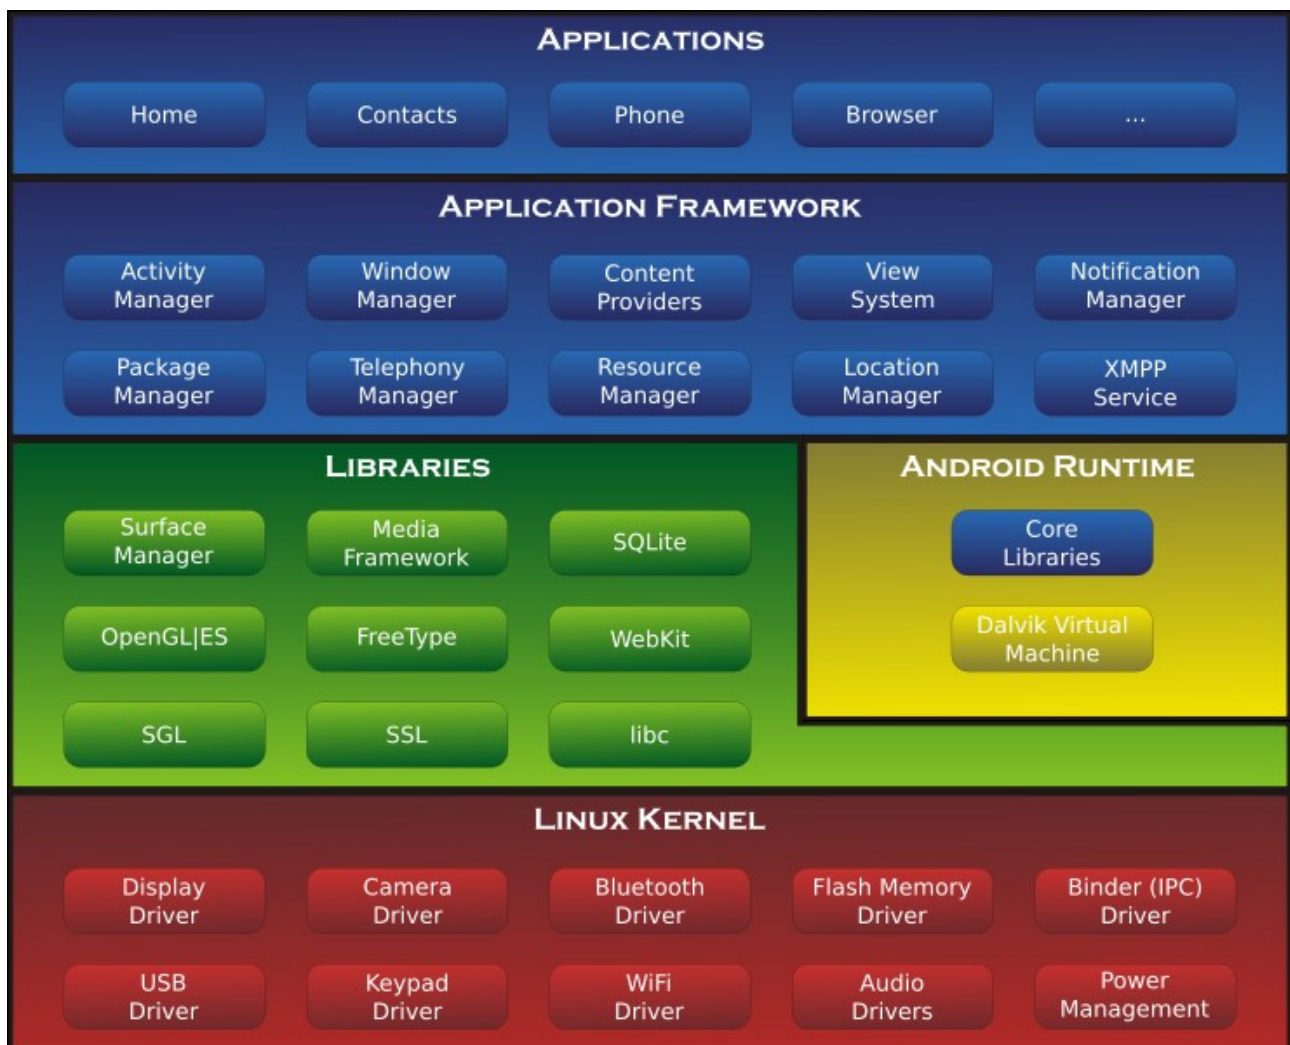 APPLICATIONS
Home
Contacts
Phone
Browser
...
APPLICATION FRAMEWORK
Activity
Manager
Window
Manager
Content
Providers
View
System
Notification
Manager
Package
Manager
Telephony
Manager
Resource
Manager
Location
Manager
XMPP
Service
LIBRARIES
Surface
Manager
Media
Framework
SQLite
OpenGL|ES
FreeType
WebKit
SGL
SSL
libc
ANDROID RUNTIME
Core
Libraries
Dalvik Virtual
Machine
LINUX KERNEL
Display
Driver
Camera
Driver
Bluetooth
Driver
Flash Memory
Driver
Binder (IPC)
Driver
USB
Driver
Keypad
Driver
WiFi
Driver
Audio
Drivers
Power
Management